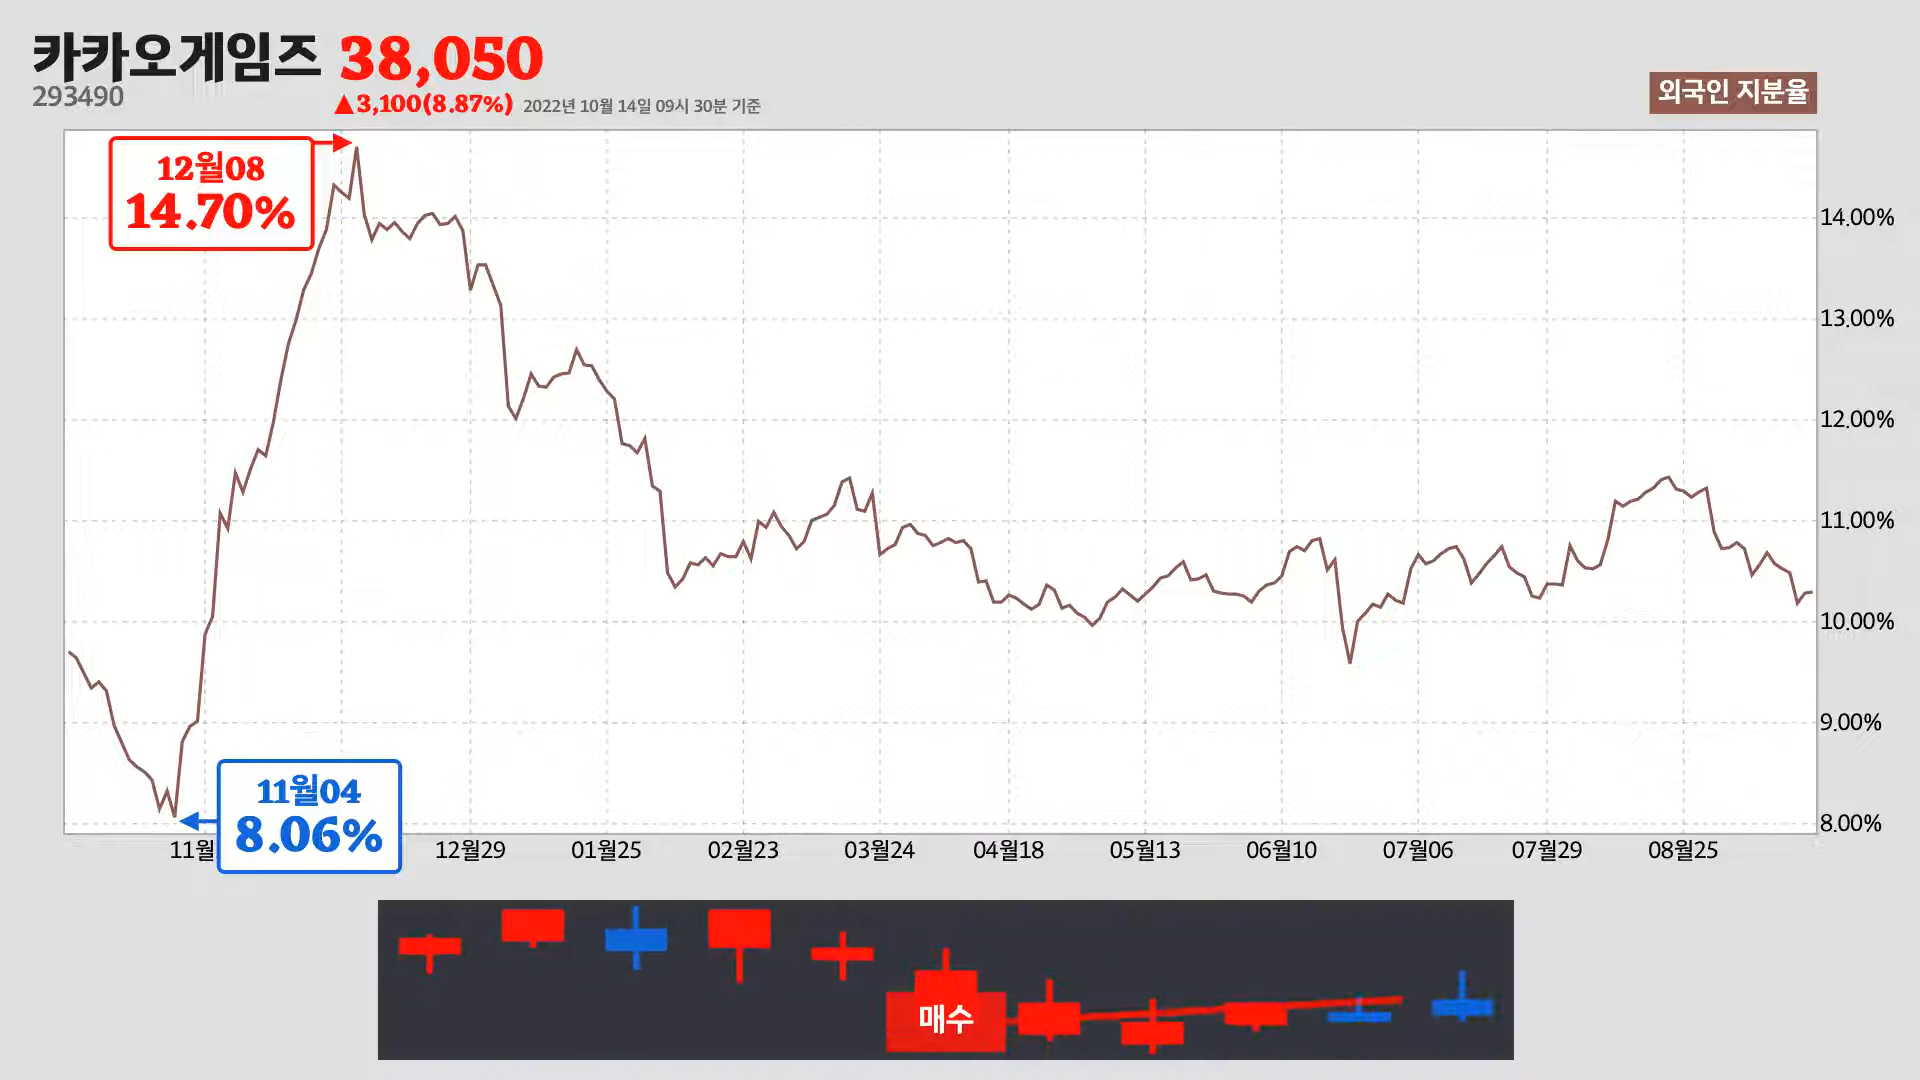 카카오게임즈 38,050
293490
▲3,100(8.87%) 2022년 10월 14일 09시 30분 기준
외국인 지분율
12월08
14.70%
14.00%
13.00%
12.00%
11.00%
10.00%
9.00%
8.00%
11월04
8.06%
11월
12월29
01월25
02월23
03월24
04월18
05월13
06월10
07월06
07월29
08월25
매수